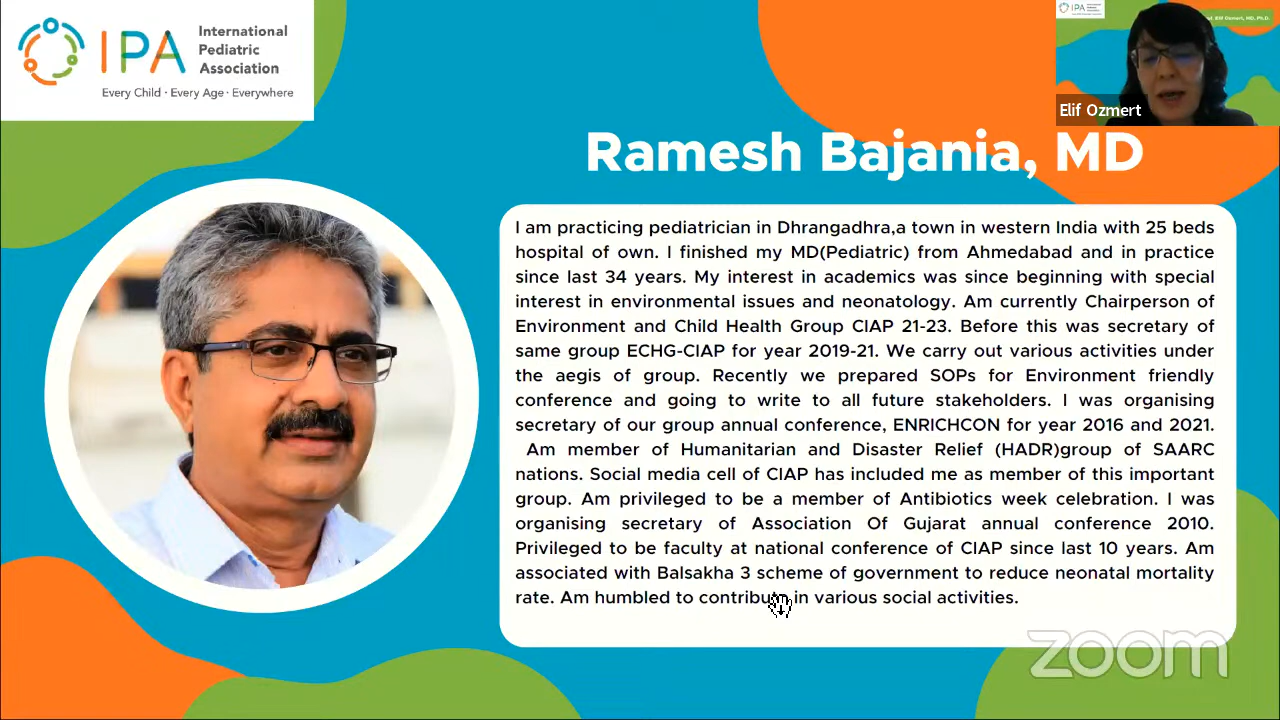 IPA International
Pediatric
Association
Every Child · Every Age · Everywhere
Elif Ozmert
Ramesh Bajania, MD
I am practicing pediatrician in Dhrangadhra,a town in western India with 25 beds
hospital of own. I finished my MD(Pediatric) from Ahmedabad and in practice
since last 34 years. My interest in academics was since beginning with special
interest in environmental issues and neonatology. Am currently Chairperson of
Environment and Child Health Group CIAP 21-23. Before this was secretary of
same group ECHG-CIAP for year 2019-21. We carry out various activities under
the aegis of group. Recently we prepared SOPs for Environment friendly
conference and going to write to all future stakeholders. I was organising
secretary of our group annual conference, ENRICHCON for year 2016 and 2021.
Am member of Humanitarian and Disaster Relief (HADR)group of SAARC
nations. Social media cell of CIAP has included me as member of this important
group. Am privileged to be a member of Antibiotics week celebration. I was
organising secretary of Association Of Gujarat annual conference 2010.
Privileged to be faculty at national conference of CIAP since last 10 years. Am
associated with Balsakha 3 scheme of government to reduce neonatal mortality
rate. Am humbled to contribute in various social activities.
zoom